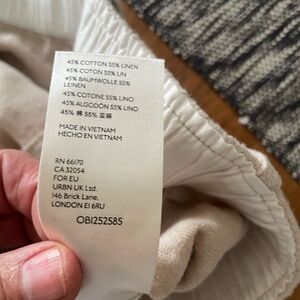 45% COTTON 55% LINEN
45% COTON 55% LIN
45% BAUMWOLLE 55%
LEINEN
45% COTONE 55% LINO
45% ALGODÓN 55% LINO
45% 棉 55% 亚麻
MADE IN VIETNAM
HECHO EN VIETNAM
RN 66170
CA 32054
FOR EU
URBN UK Ltd.
146 Brick Lane,
LONDON E1 6RU
OB1252585